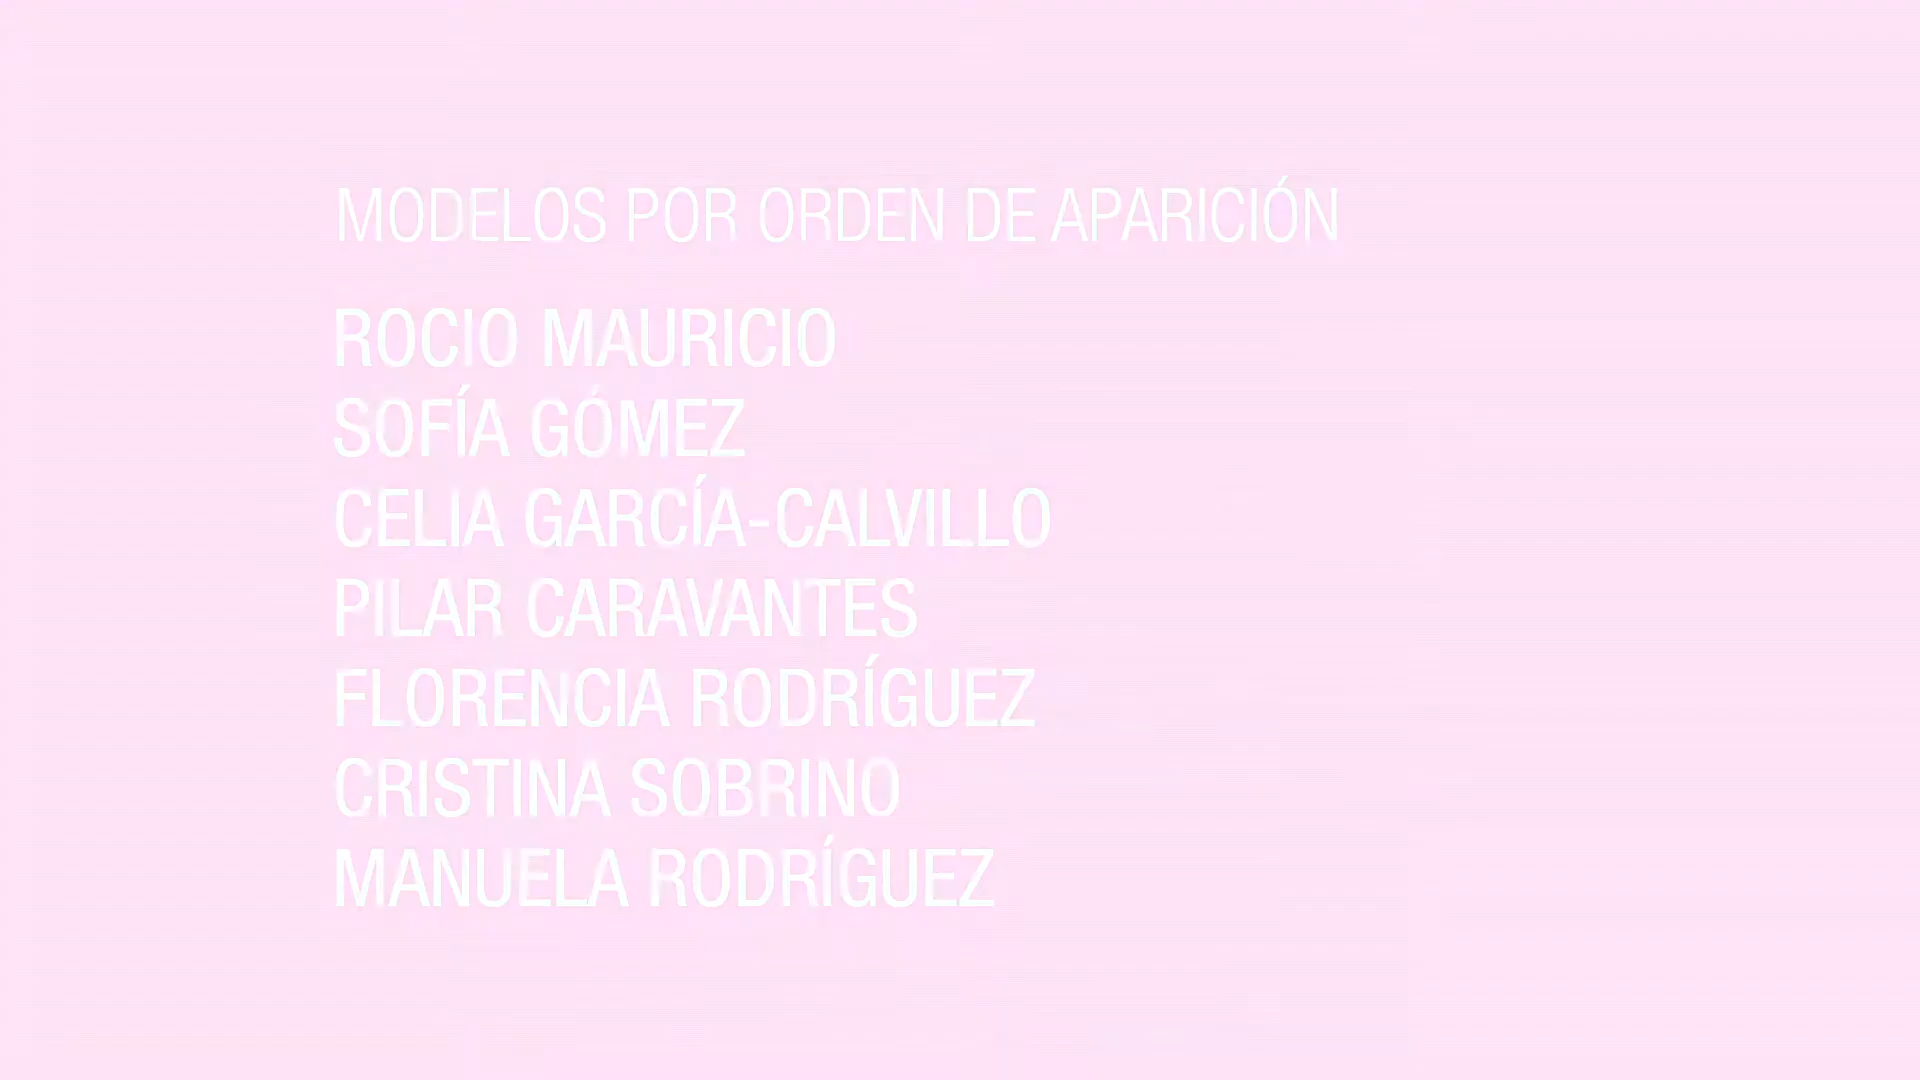 MODELOS POR ORDEN DE APARICIÓN
ROCIO MAURICIO
SOFÍA GÓMEZ
CELIA GARCÍA-CALVILLO
PILAR CARAVANTES
FLORENCIA RODRÍGUEZ
CRISTINA SOBRINO
MANUELA RODRÍGUEZ